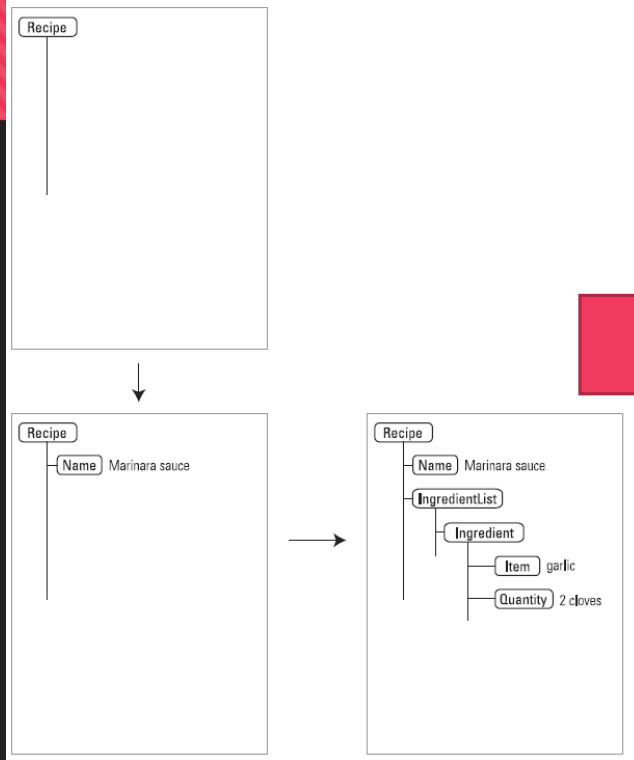 Recipe
Recipe
Name Marinara sauce
Recipe
Name Marinara sauce
IngredientList
Ingredient
Item garlic
Quantity 2 cloves